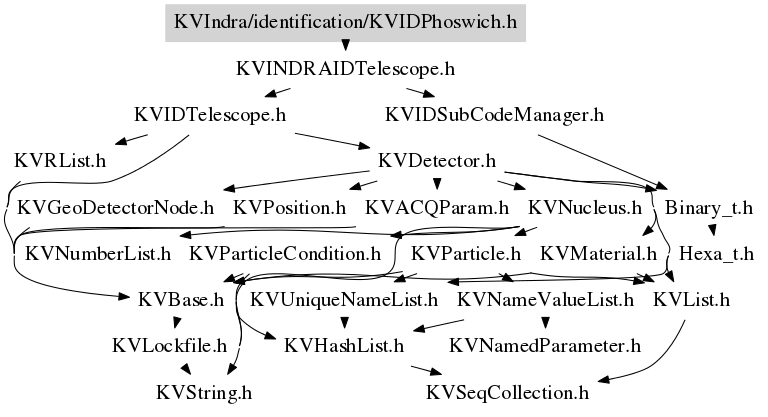 KVIndra/identification/KVIDPhoswich.h
KVINDRAIDTelescope.h
KVIDTelescope.h
KVIDSubCodeManager.h
KVRList.h
KVDetector.h
KVGeoDetectorNode.h
KVPosition.h
KVACQParam.h
KVNucleus.h
Binary_t.h
KVNumberList.h
KVParticleCondition.h
KVParticle.h
KVMaterial.h
Hexa_t.h
KVBase.h
KVUniqueNameList.h
KVNameValueList.h
KVList.h
KVLockfile.h
KVHashList.h
KVNamedParameter.h
KVString.h
KVSeqCollection.h